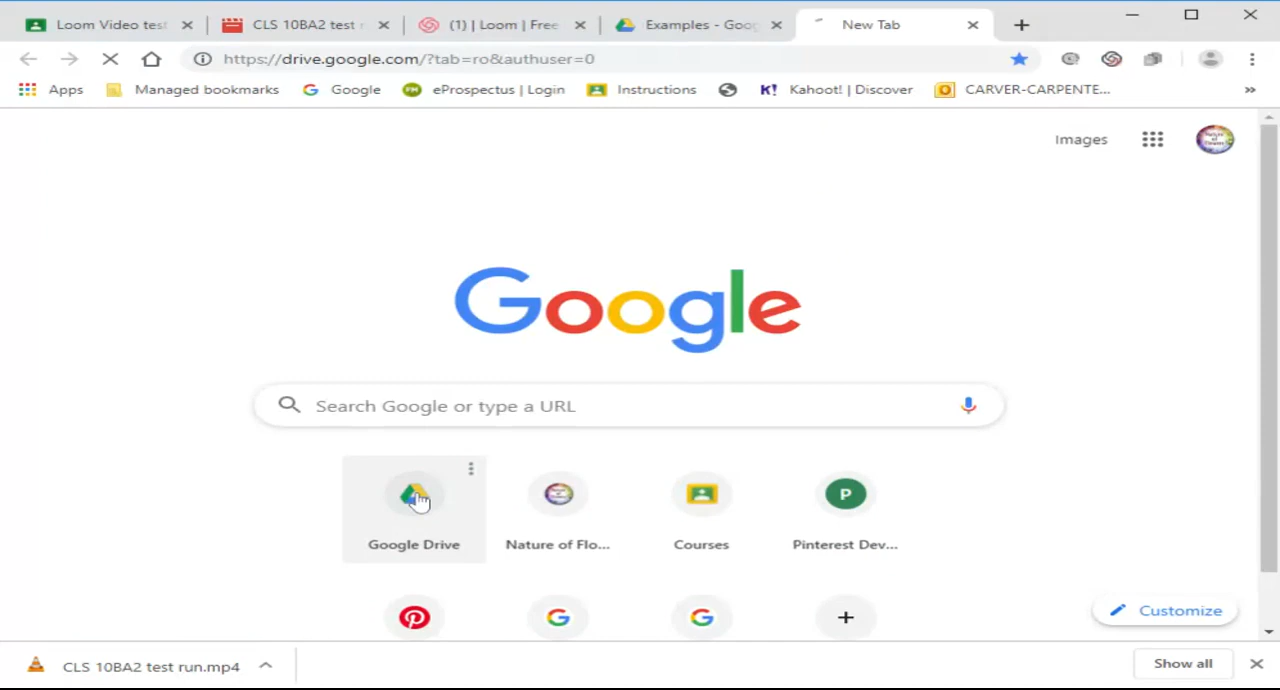 Loom Video test CLS 10BA2 test r (1) | Loom | Free Examples - Goog New Tab
https://drive.google.com/?tab=ro&authuser=0
Apps Managed bookmarks Google eProspectus | Login Instructions K! Kahoot! | Discover CARVER-CARPENTE... »
Images
Google
Search Google or type a URL
P
Google Drive Nature of Flo... Courses Pinterest Dev...
Customize
CLS 10BA2 test run.mp4 Show all